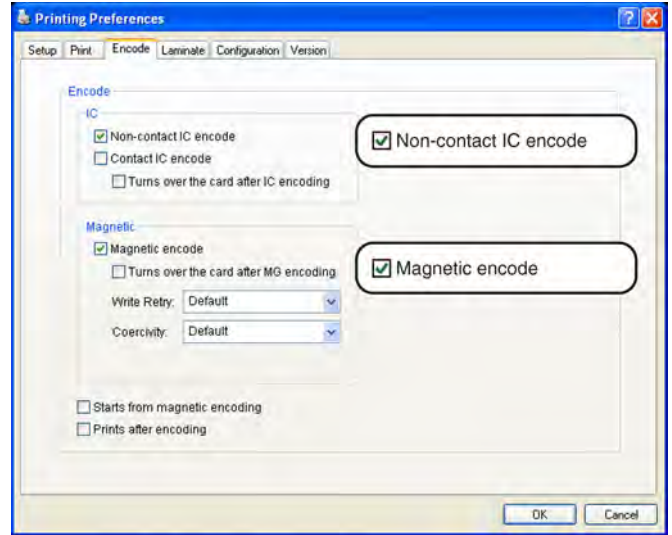 Printing Preferences
Setup Print Encode Laminate Configuration Version
Encode
IC
Non-contact IC encode
Non-contact IC encode
Contact IC encode
Turns over the card after IC encoding
Magnetic
Magnetic encode
Magnetic encode
Turns over the card after MG encoding
Write Retry: Default
Coercivity: Default
Starts from magnetic encoding
Prints after encoding
OK Cancel